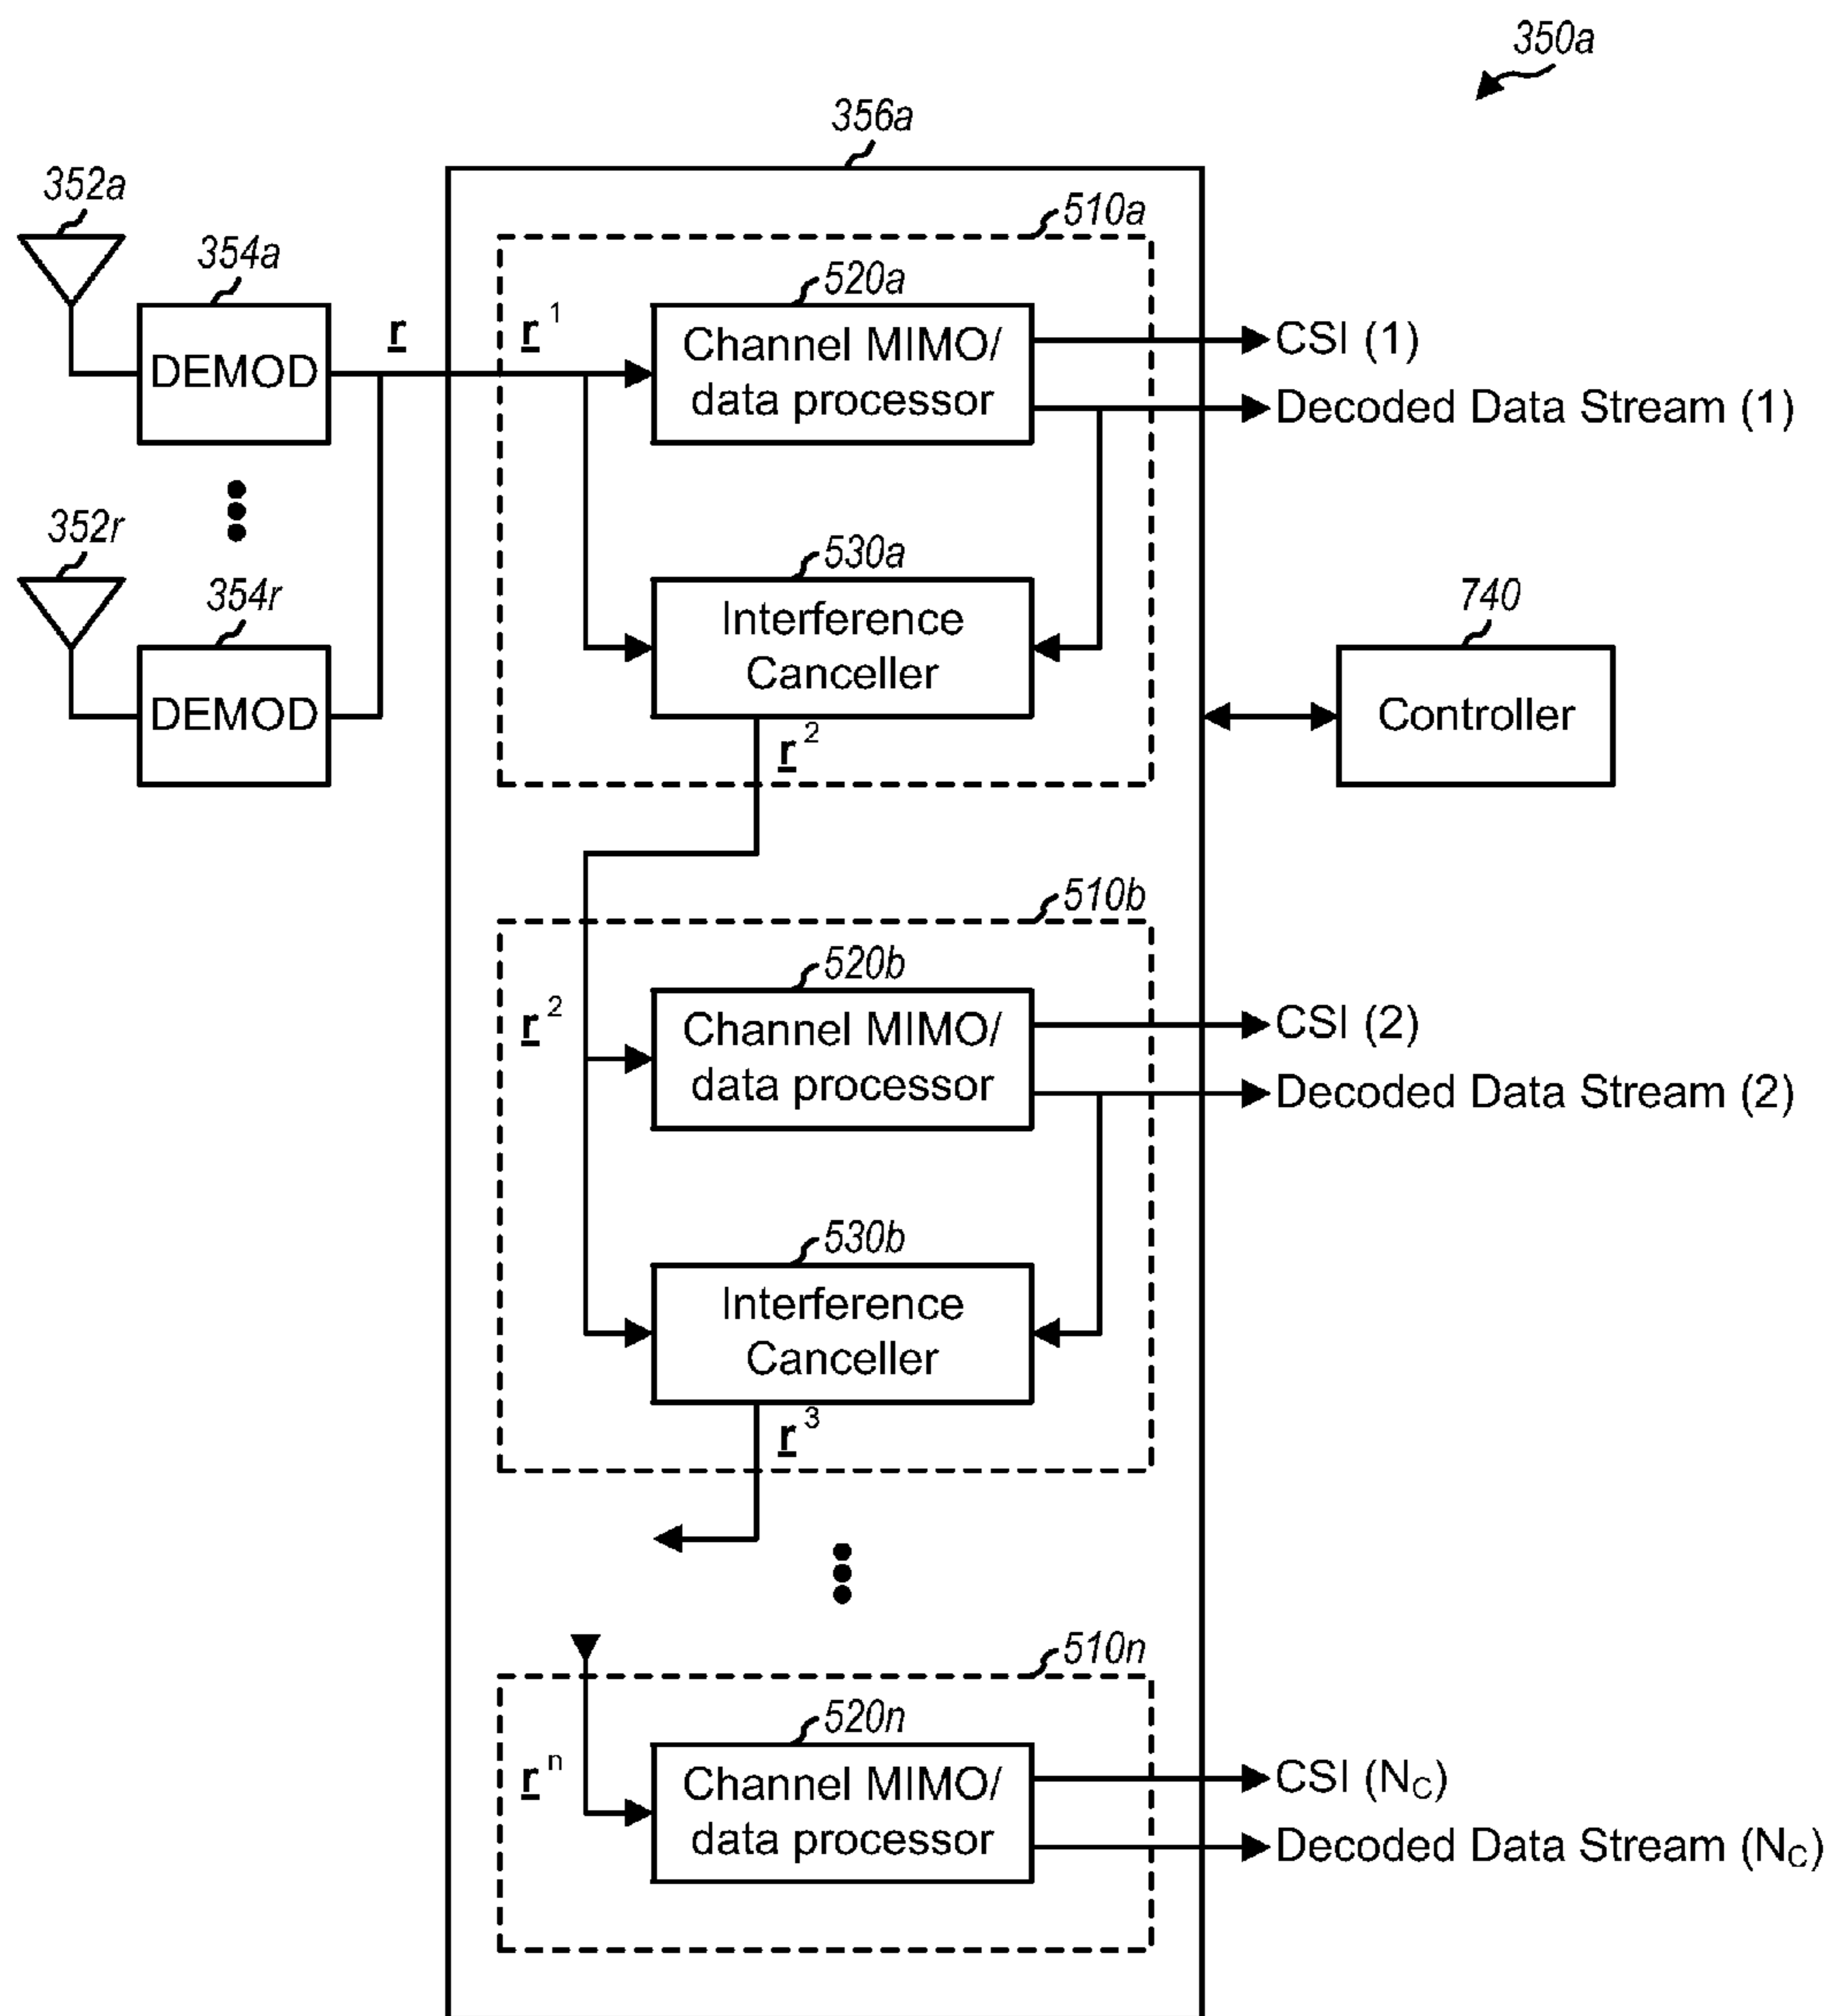 350a
356a
352a
354a
DEMOD
r
510a
r 1
520a
Channel MIMO/
data processor
CSI (1)
Decoded Data Stream (1)
352r
354r
DEMOD
530a
Interference
Canceller
r 2
740
Controller
510b
r 2
520b
Channel MIMO/
data processor
CSI (2)
Decoded Data Stream (2)
530b
Interference
Canceller
r 3
510n
r n
520n
Channel MIMO/
data processor
CSI (NC)
Decoded Data Stream (NC)